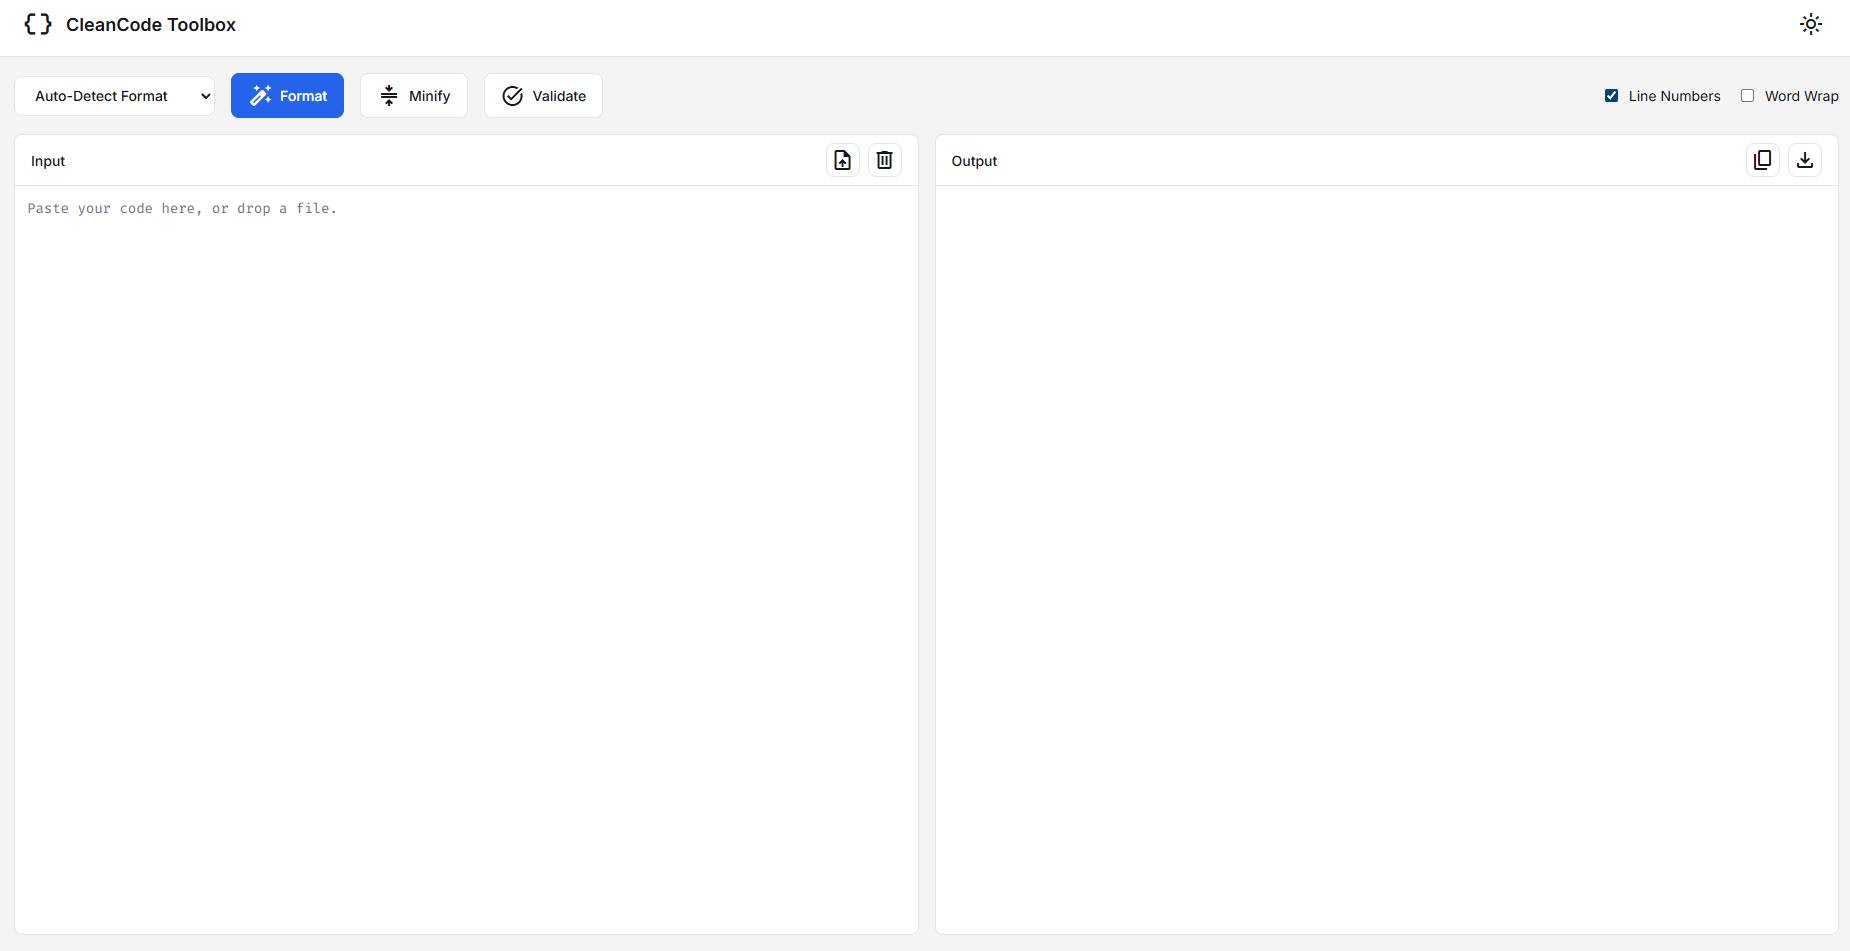 CleanCode Toolbox
Auto-Detect Format
Format
Minify
Validate
Line Numbers
Word Wrap
Input
Output
Paste your code here, or drop a file.